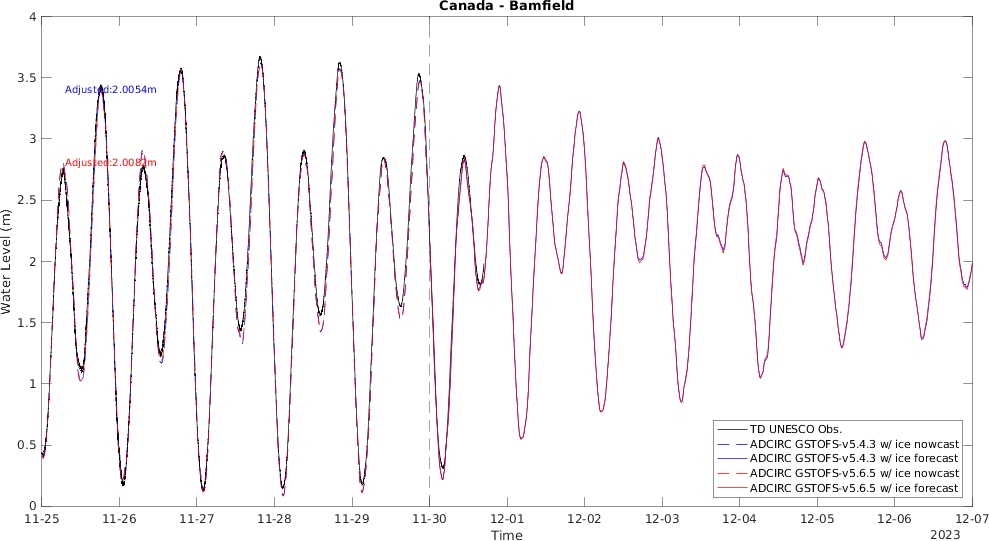 Canada - Bamfield
Water Level (m)
4
3.5
3
2.5
2
1.5
1
0.5
0
Adjusted:2.0054m
Adjusted:2.0082m
TD UNESCO Obs.
ADCIRC GSTOFS-v5.4.3 w/ ice nowcast
ADCIRC GSTOFS-v5.4.3 w/ ice forecast
ADCIRC GSTOFS-v5.6.5 w/ ice nowcast
ADCIRC GSTOFS-v5.6.5 w/ ice forecast
11-25 11-26 11-27 11-28 11-29 11-30 12-01 12-02 12-03 12-04 12-05 12-06 12-07
Time
2023